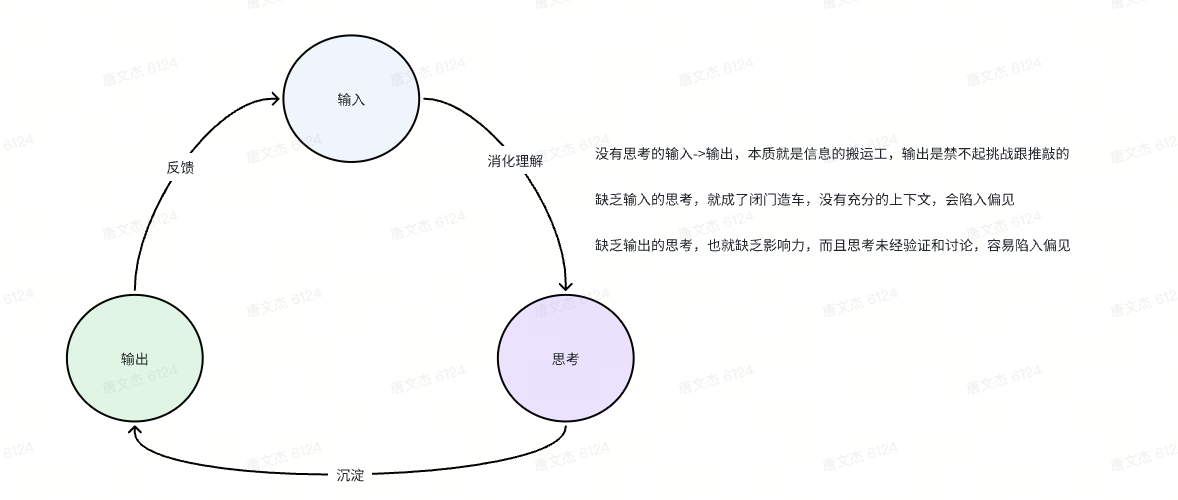 输入
反馈
消化理解
没有思考的输入->输出，本质就是信息的搬运工，输出是禁不起挑战跟推敲的
缺乏输入的思考，就成了闭门造车，没有充分的上下文，会陷入偏见
缺乏输出的思考，也就缺乏影响力，而且思考未经验证和讨论，容易陷入偏见
输出
思考
沉淀
唐文杰 6124